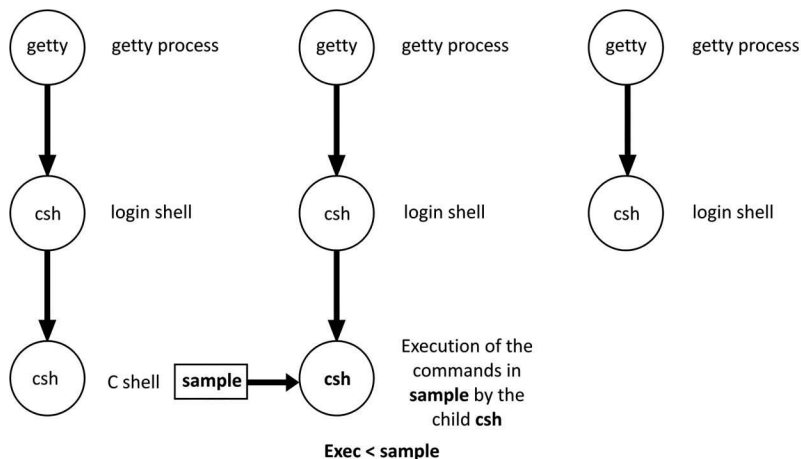 getty getty process getty getty process getty getty process
csh login shell csh login shell csh login shell
csh C shell sample csh Execution of the
commands in
sample by the
child csh
Exec < sample